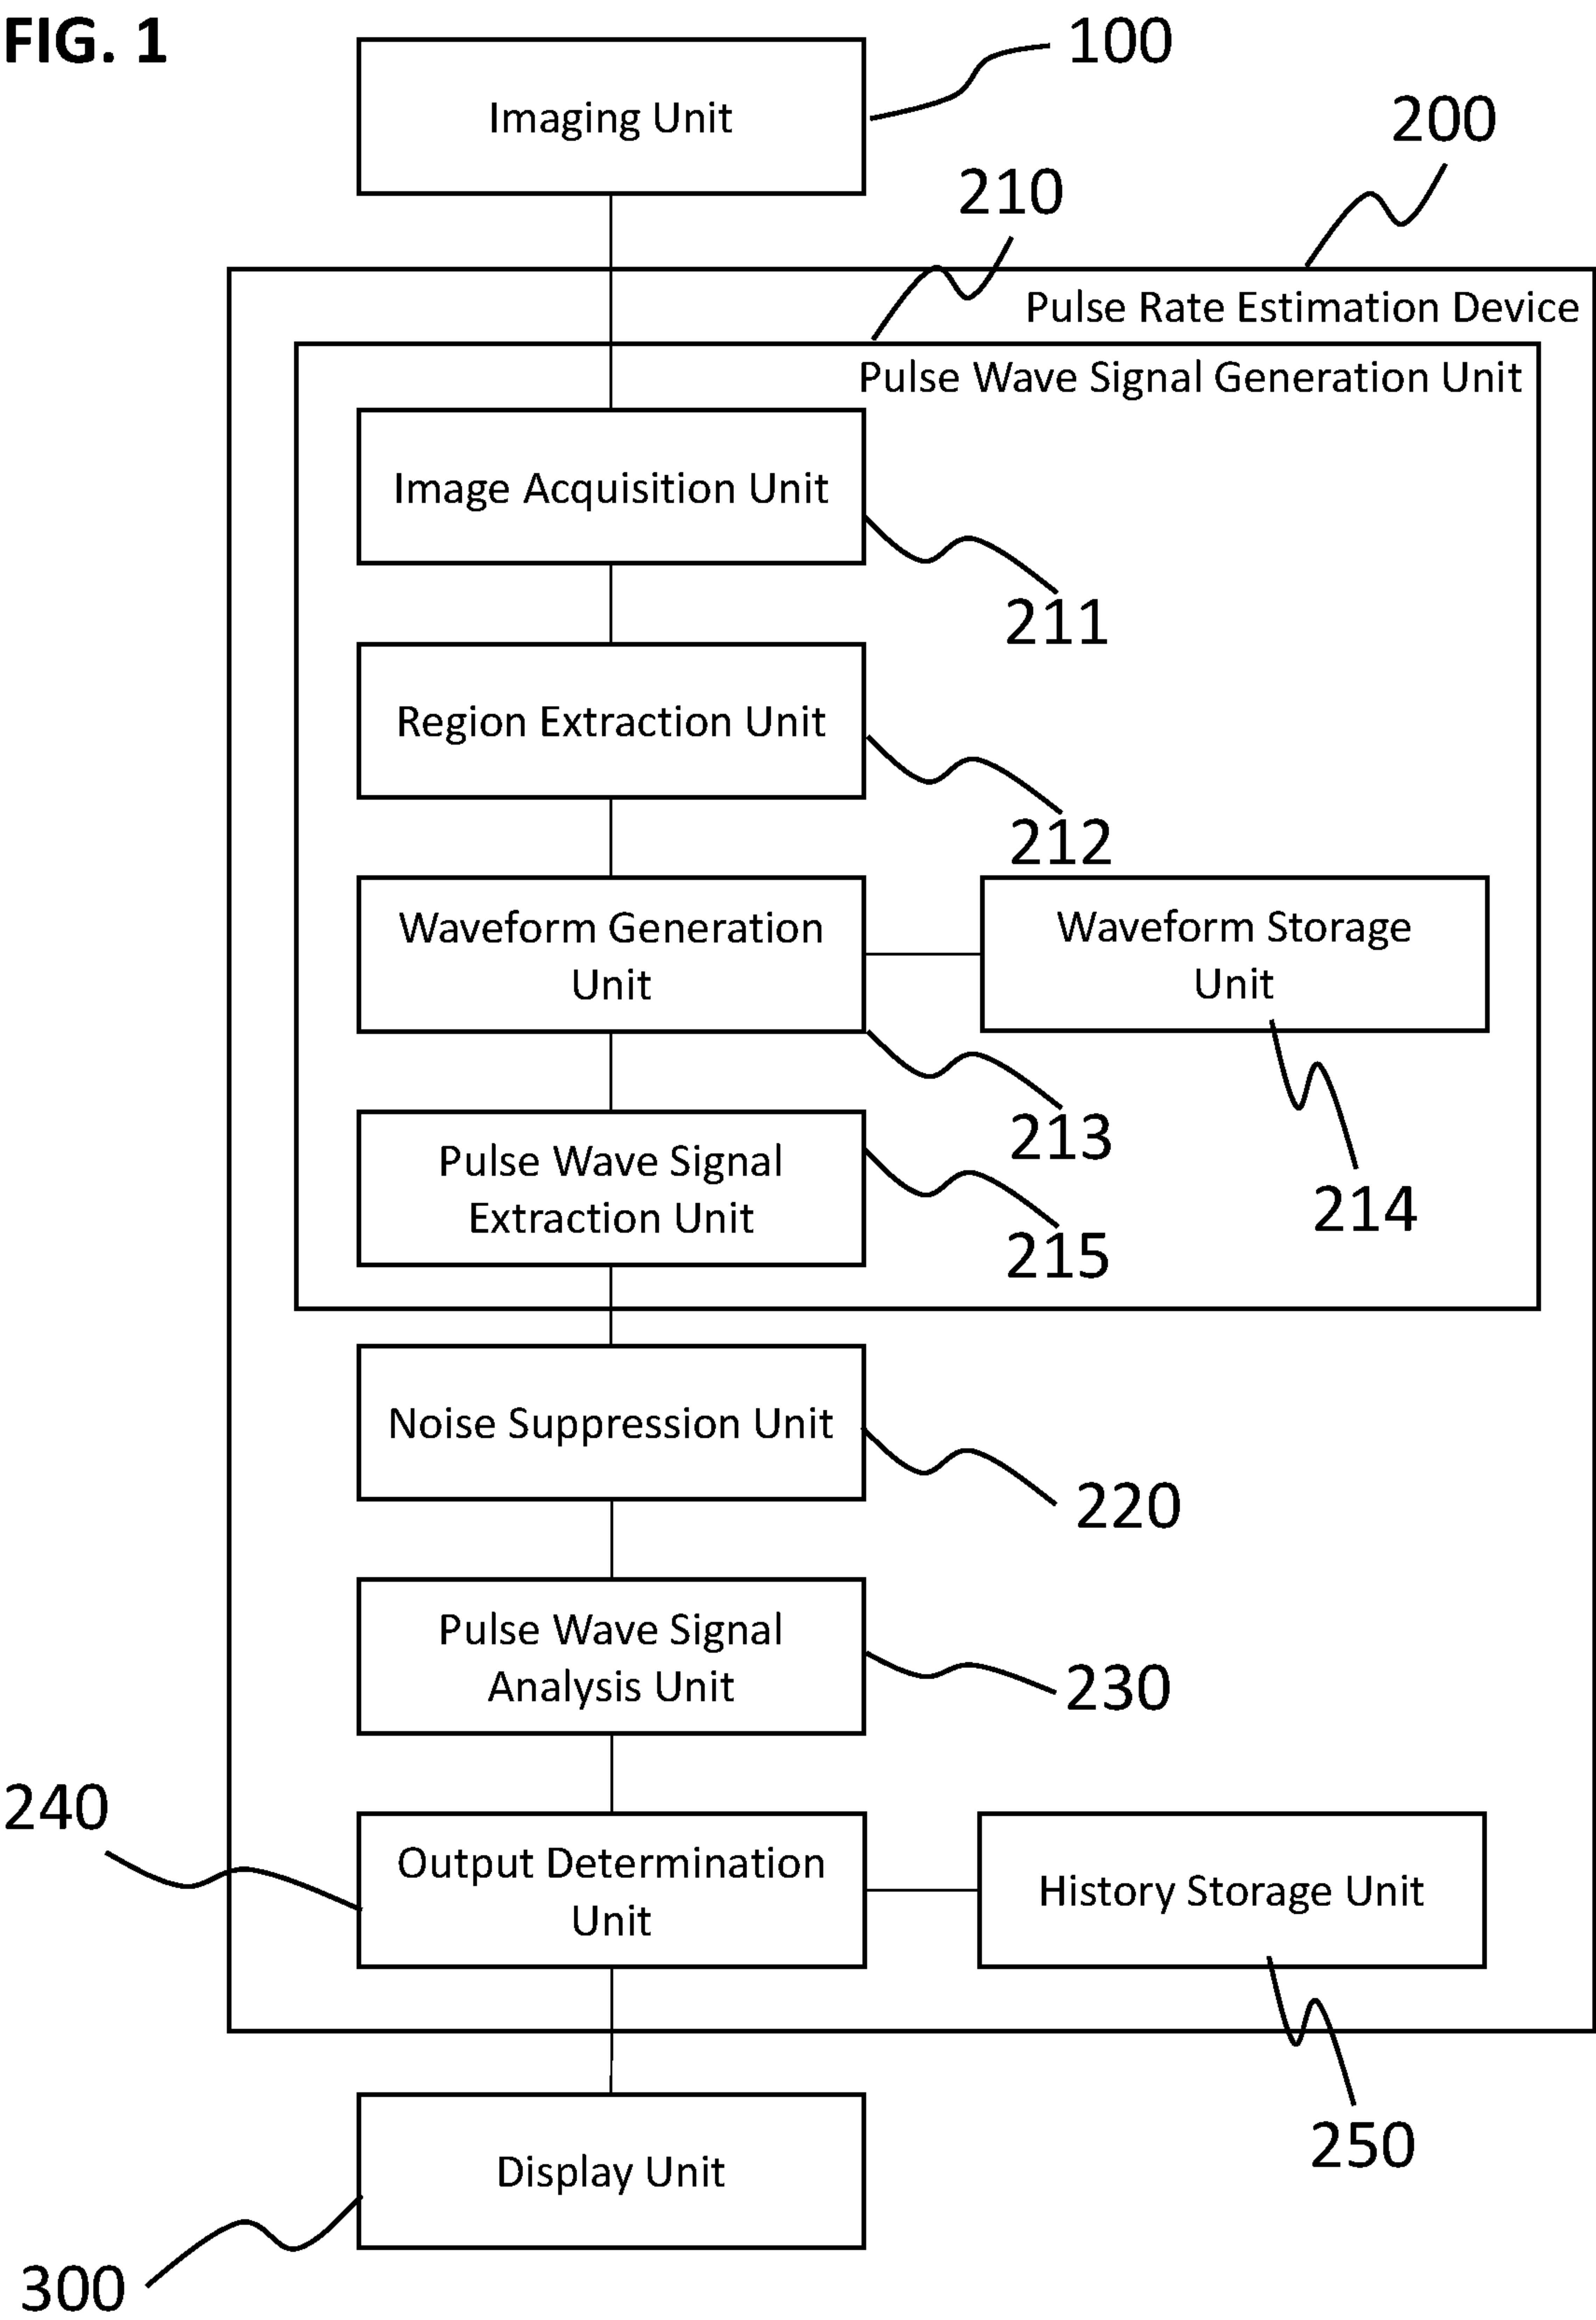 FIG. 1
100
Imaging Unit
200
210
Pulse Rate Estimation Device
Pulse Wave Signal Generation Unit
Image Acquisition Unit
211
Region Extraction Unit
212
Waveform Generation
Unit
Waveform Storage
Unit
213
Pulse Wave Signal
Extraction Unit
214
215
Noise Suppression Unit
220
Pulse Wave Signal
Analysis Unit
230
240
Output Determination
Unit
History Storage Unit
250
Display Unit
300